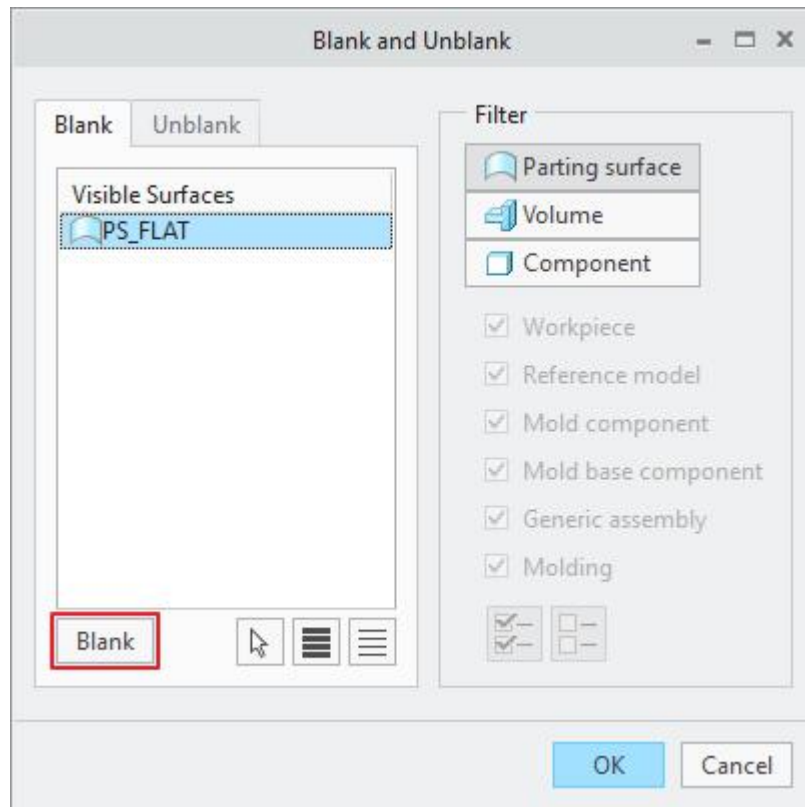 Blank and Unblank
Blank
Unblank
Visible Surfaces
PS_FLAT
Blank
Filter
Parting surface
Volume
Component
Workpiece
Reference model
Mold component
Mold base component
Generic assembly
Molding
OK
Cancel